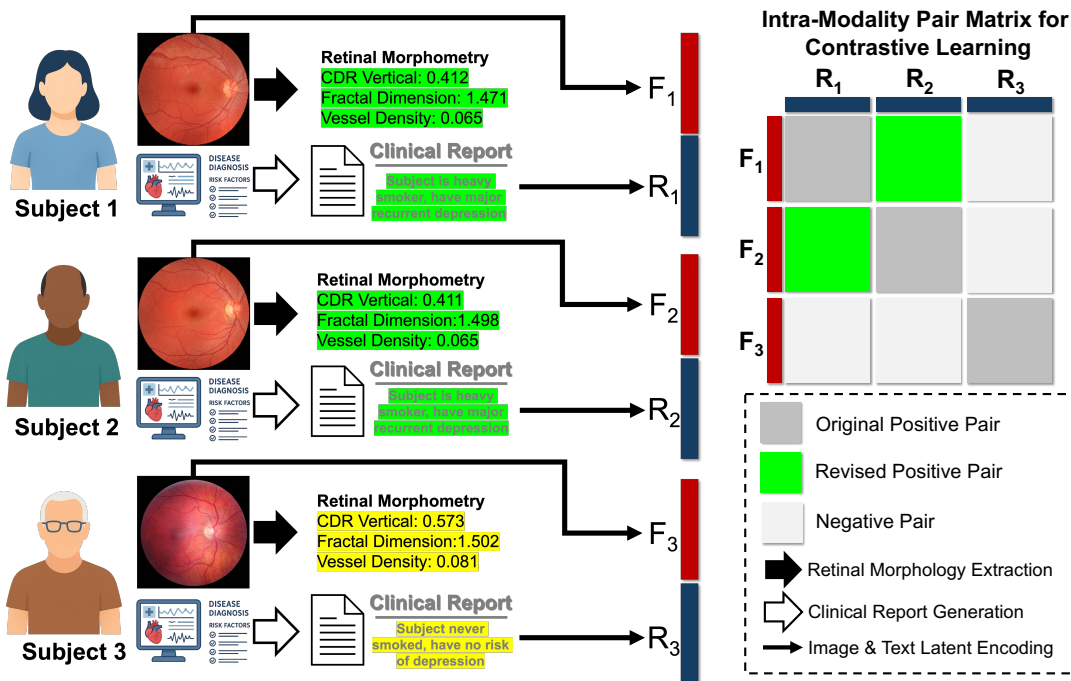 Retinal Morphometry
CDR Vertical: 0.412
Fractal Dimension: 1.471
Vessel Density: 0.065
F1
DISEASE
DIAGNOSIS
RISK FACTORS
Clinical Report
Subject is heavy
smoker, have major
recurrent depression
R1
Subject 1
Retinal Morphometry
CDR Vertical: 0.411
Fractal Dimension:1.498
Vessel Density: 0.065
F2
DISEASE
DIAGNOSIS
RISK FACTORS
Clinical Report
Subject is heavy
smoker, have major
recurrent depression
R2
Subject 2
Retinal Morphometry
CDR Vertical: 0.573
Fractal Dimension:1.502
Vessel Density: 0.081
F3
DISEASE
DIAGNOSIS
RISK FACTORS
Clinical Report
Subject never
smoked, have no risk
of depression
R3
Subject 3
Intra-Modality Pair Matrix for
Contrastive Learning
R1 R2 R3
F1
F2
F3
Original Positive Pair
Revised Positive Pair
Negative Pair
Retinal Morphology Extraction
Clinical Report Generation
Image & Text Latent Encoding